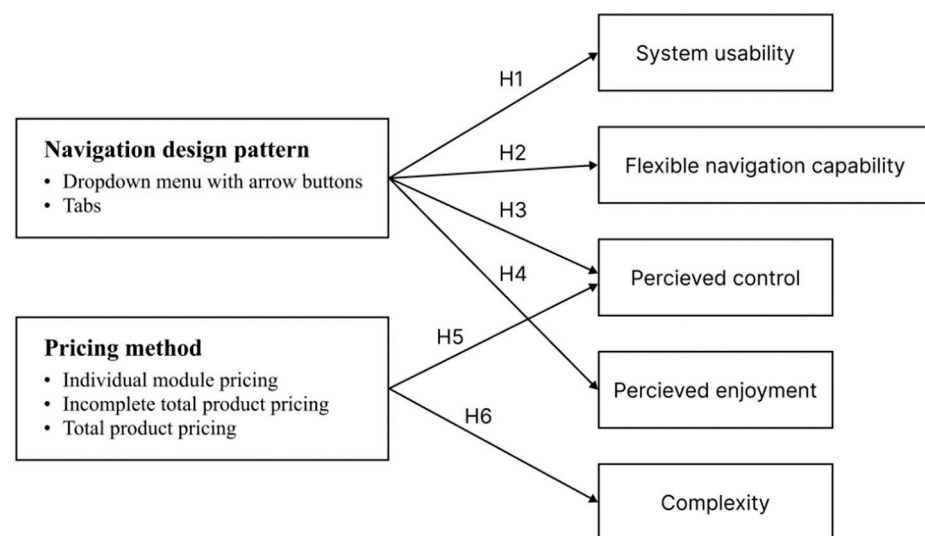 System usability
H1
Navigation design pattern
• Dropdown menu with arrow buttons
• Tabs
H2
Flexible navigation capability
H3
Percieved control
H4
Pricing method
• Individual module pricing
• Incomplete total product pricing
• Total product pricing
H5
Percieved enjoyment
H6
Complexity